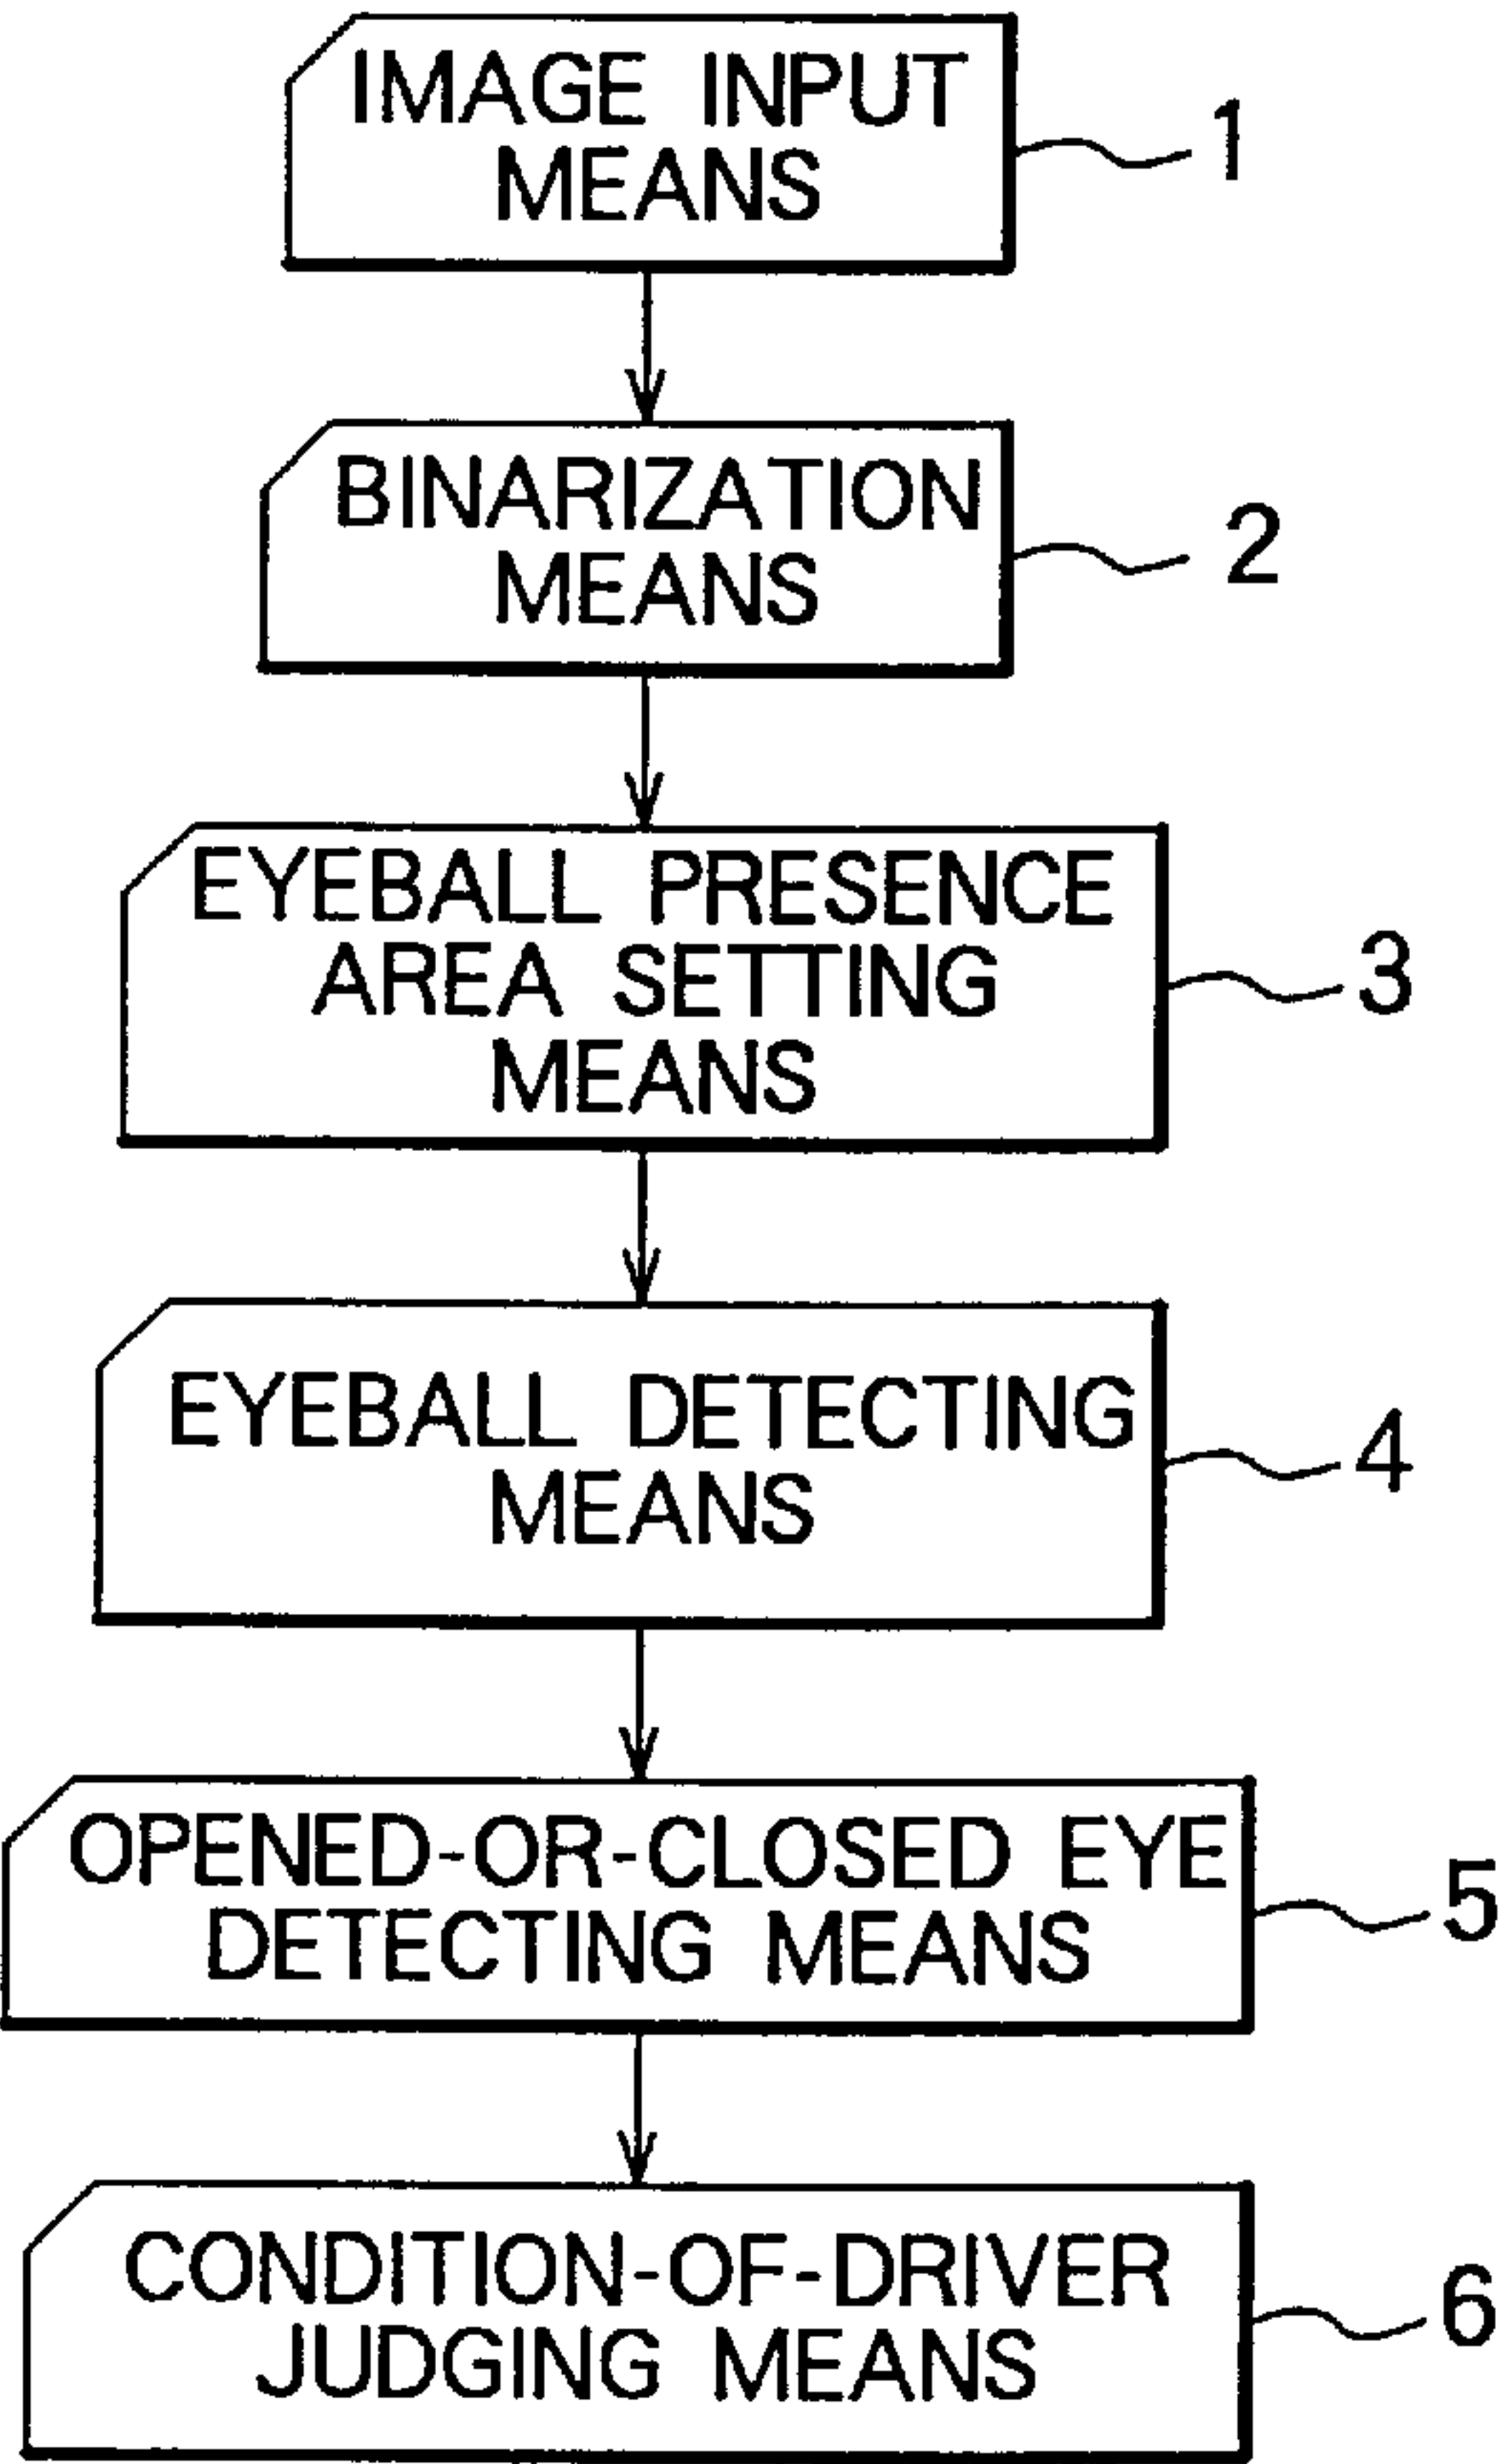 IMAGE INPUT
MEANS
1
BINARIZATION
MEANS
2
EYEBALL PRESENCE
AREA SETTING
MEANS
3
EYEBALL DETECTING
MEANS
4
OPENED-OR-CLOSED EYE
DETECTING MEANS
5
CONDITION-OF-DRIVER
JUDGING MEANS
6